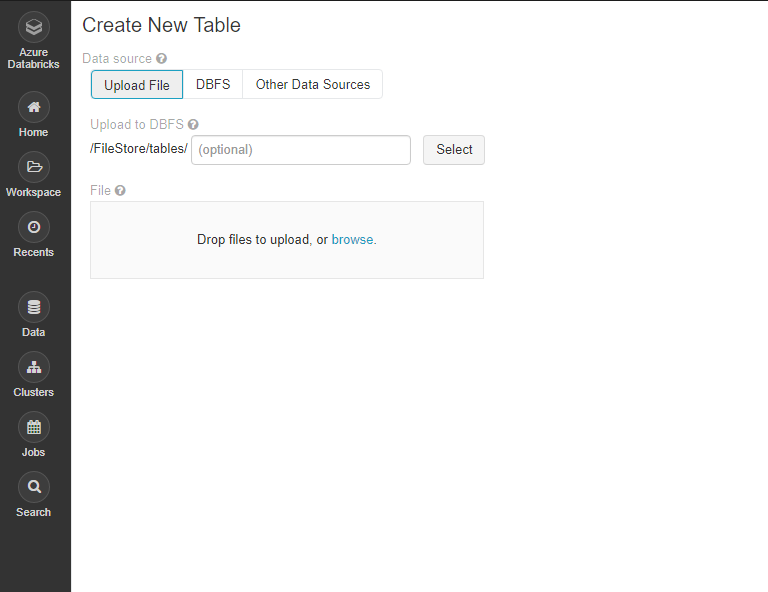 Azure
Databricks
Home
Workspace
Recents
Data
Clusters
Jobs
Search
Create New Table
Data source
Upload File DBFS Other Data Sources
Upload to DBFS
/FileStore/tables/ (optional) Select
File
Drop files to upload, or browse.